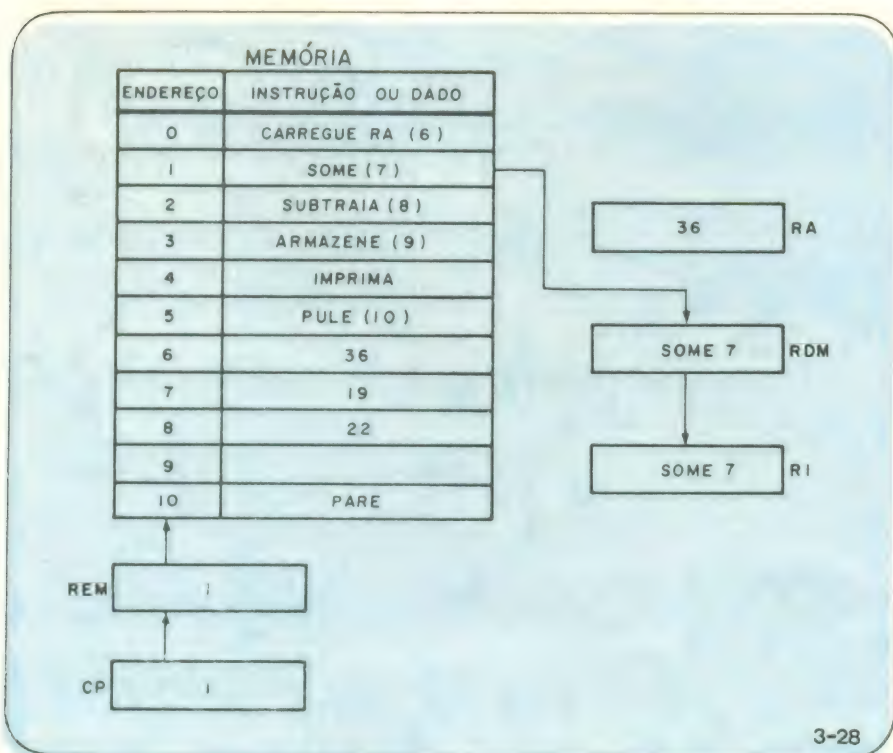 MEMÓRIA
ENDEREÇO INSTRUÇÃO OU DADO
0 CARREGUE RA (6)
1 SOME (7)
2 SUBTRAIA (8)
3 ARMAZENE (9)
4 IMPRIMA
5 PULE (10)
6 36
7 19
8 22
9
10 PARE
36 RA
SOME 7 RDM
SOME 7 RI
REM 1
CP 1
3-28